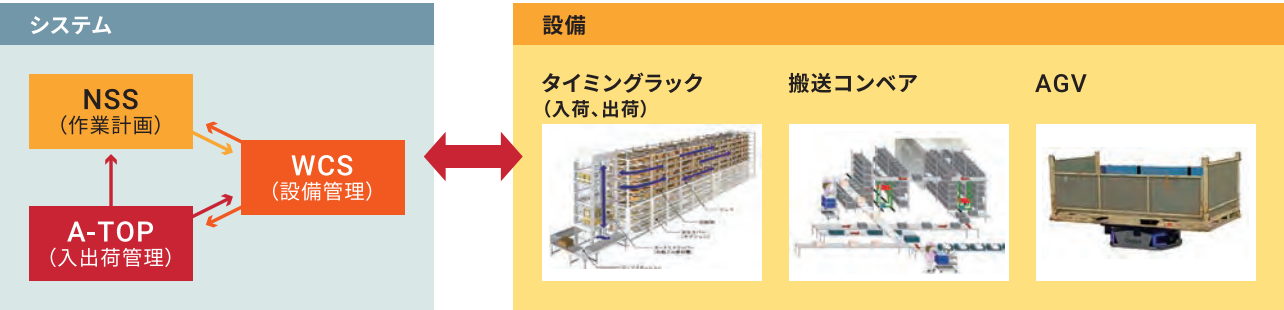 システム
NSS
（作業計画）
WCS
（設備管理）
A-TOP
（入出荷管理）
設備
タイミングラック
（入荷、出荷）
搬送コンベア
AGV